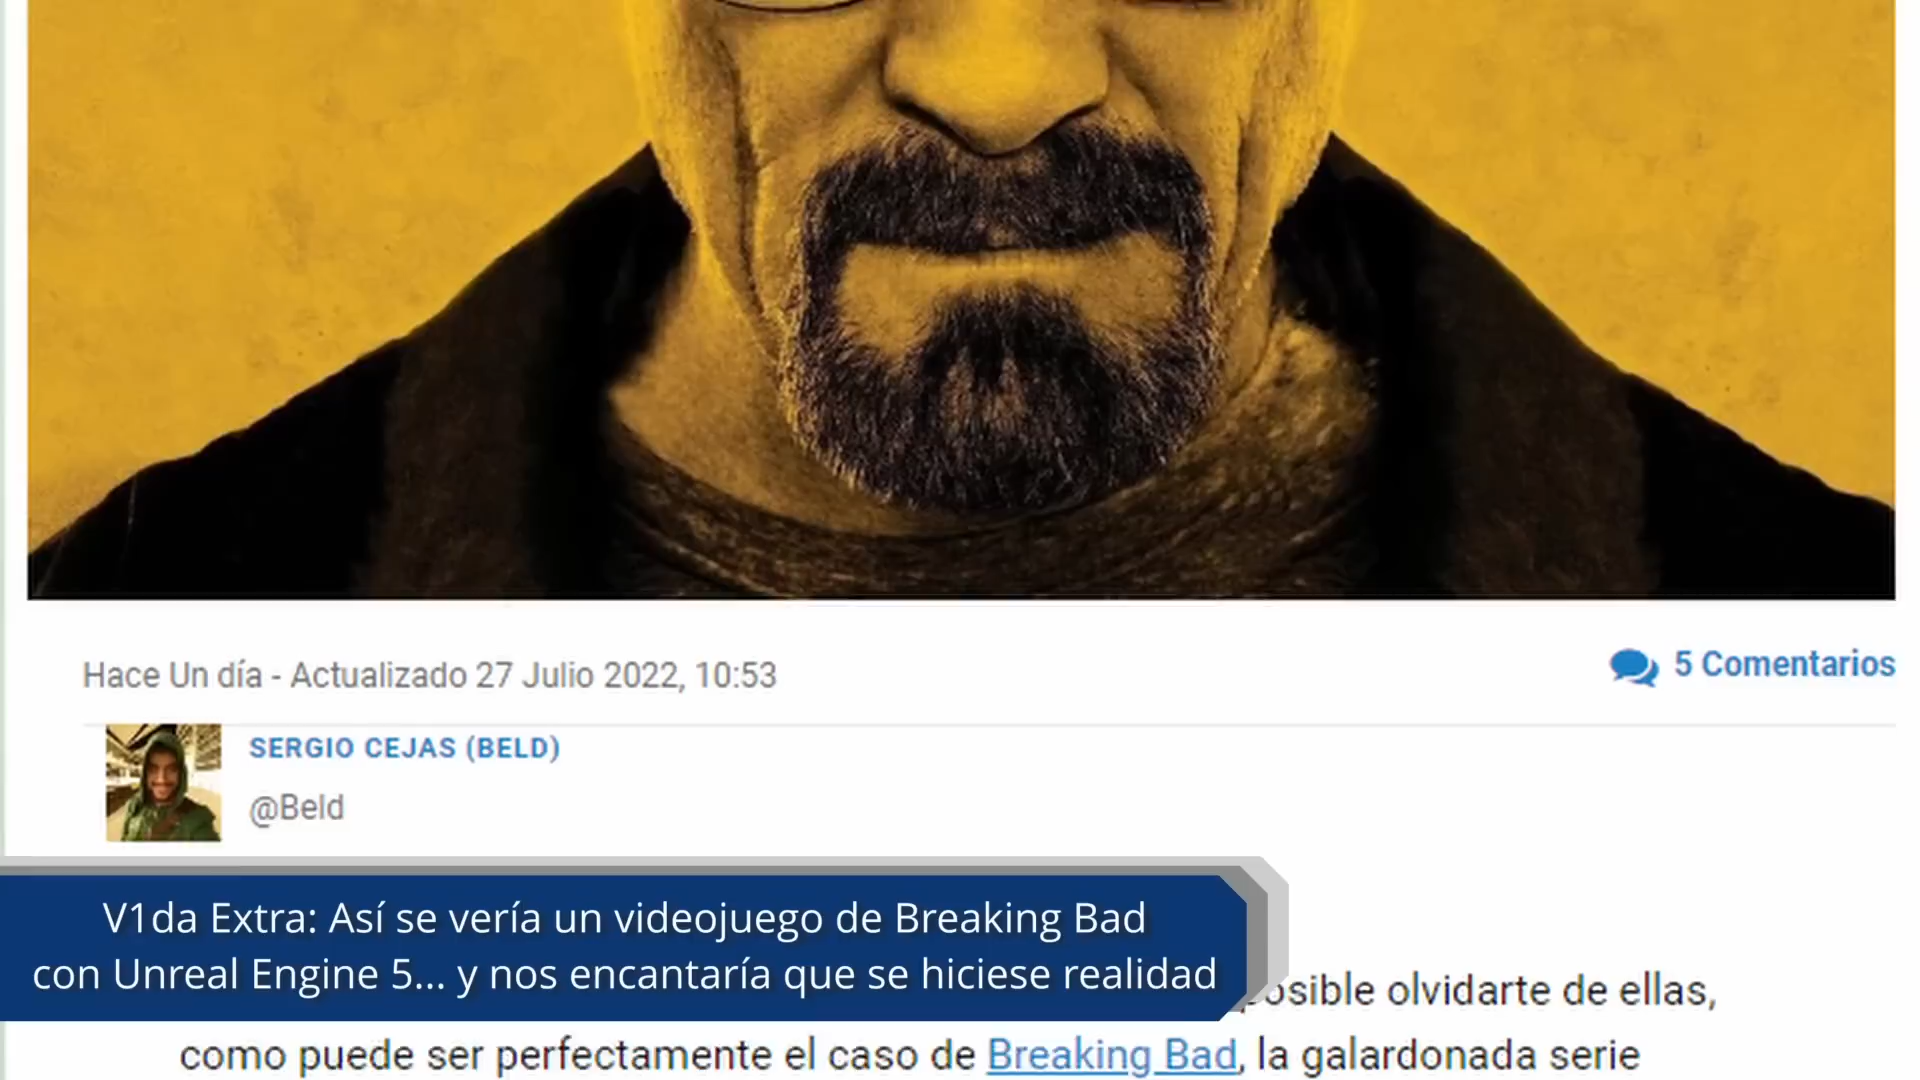 Hace Un día - Actualizado 27 Julio 2022, 10:53
5 Comentarios
SERGIO CEJAS (BELD)
@Beld
V1da Extra: Así se vería un videojuego de Breaking Bad
con Unreal Engine 5... y nos encantaría que se hiciese realidad
olvidarte de ellas,
como puede ser perfectamente el caso de Breaking Bad, la galardonada serie